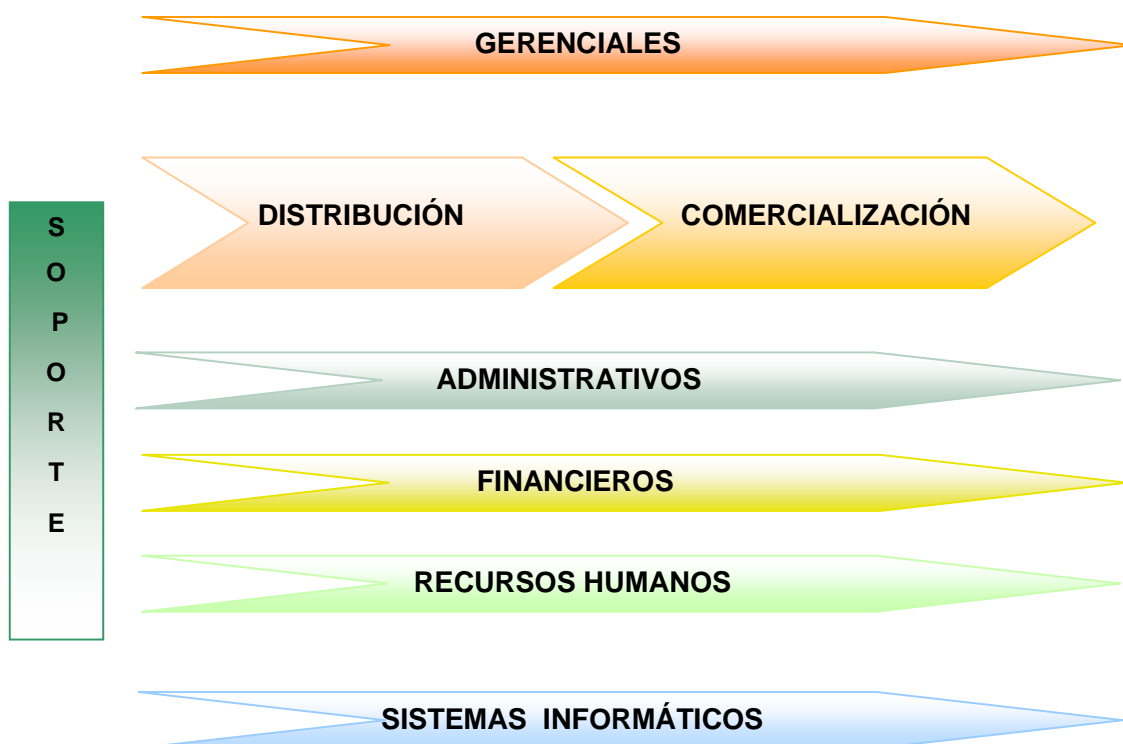 GERENCIALES
DISTRIBUCIÓN
COMERCIALIZACIÓN
S
O
P
O
R
T
E
ADMINISTRATIVOS
FINANCIEROS
RECURSOS HUMANOS
SISTEMAS INFORMÁTICOS